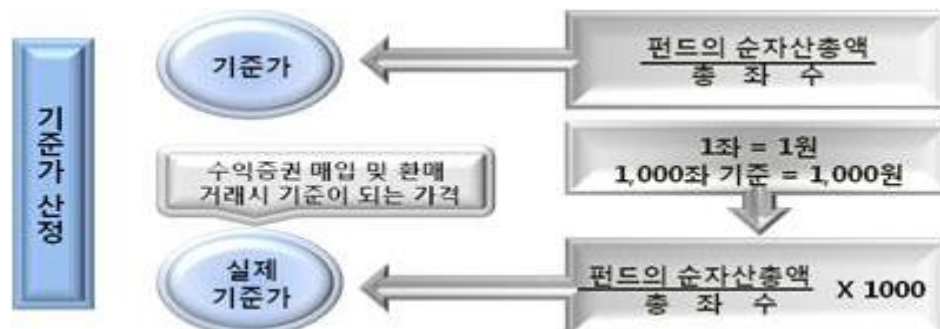 기준가 산정
기준가
펀드의 순자산총액
총 좌 수
수익증권 매입 및 환매
거래시 기준이 되는 가격
1좌 = 1원
1,000좌 기준 = 1,000원
실제
기준가
펀드의 순자산총액
총 좌 수
X 1000